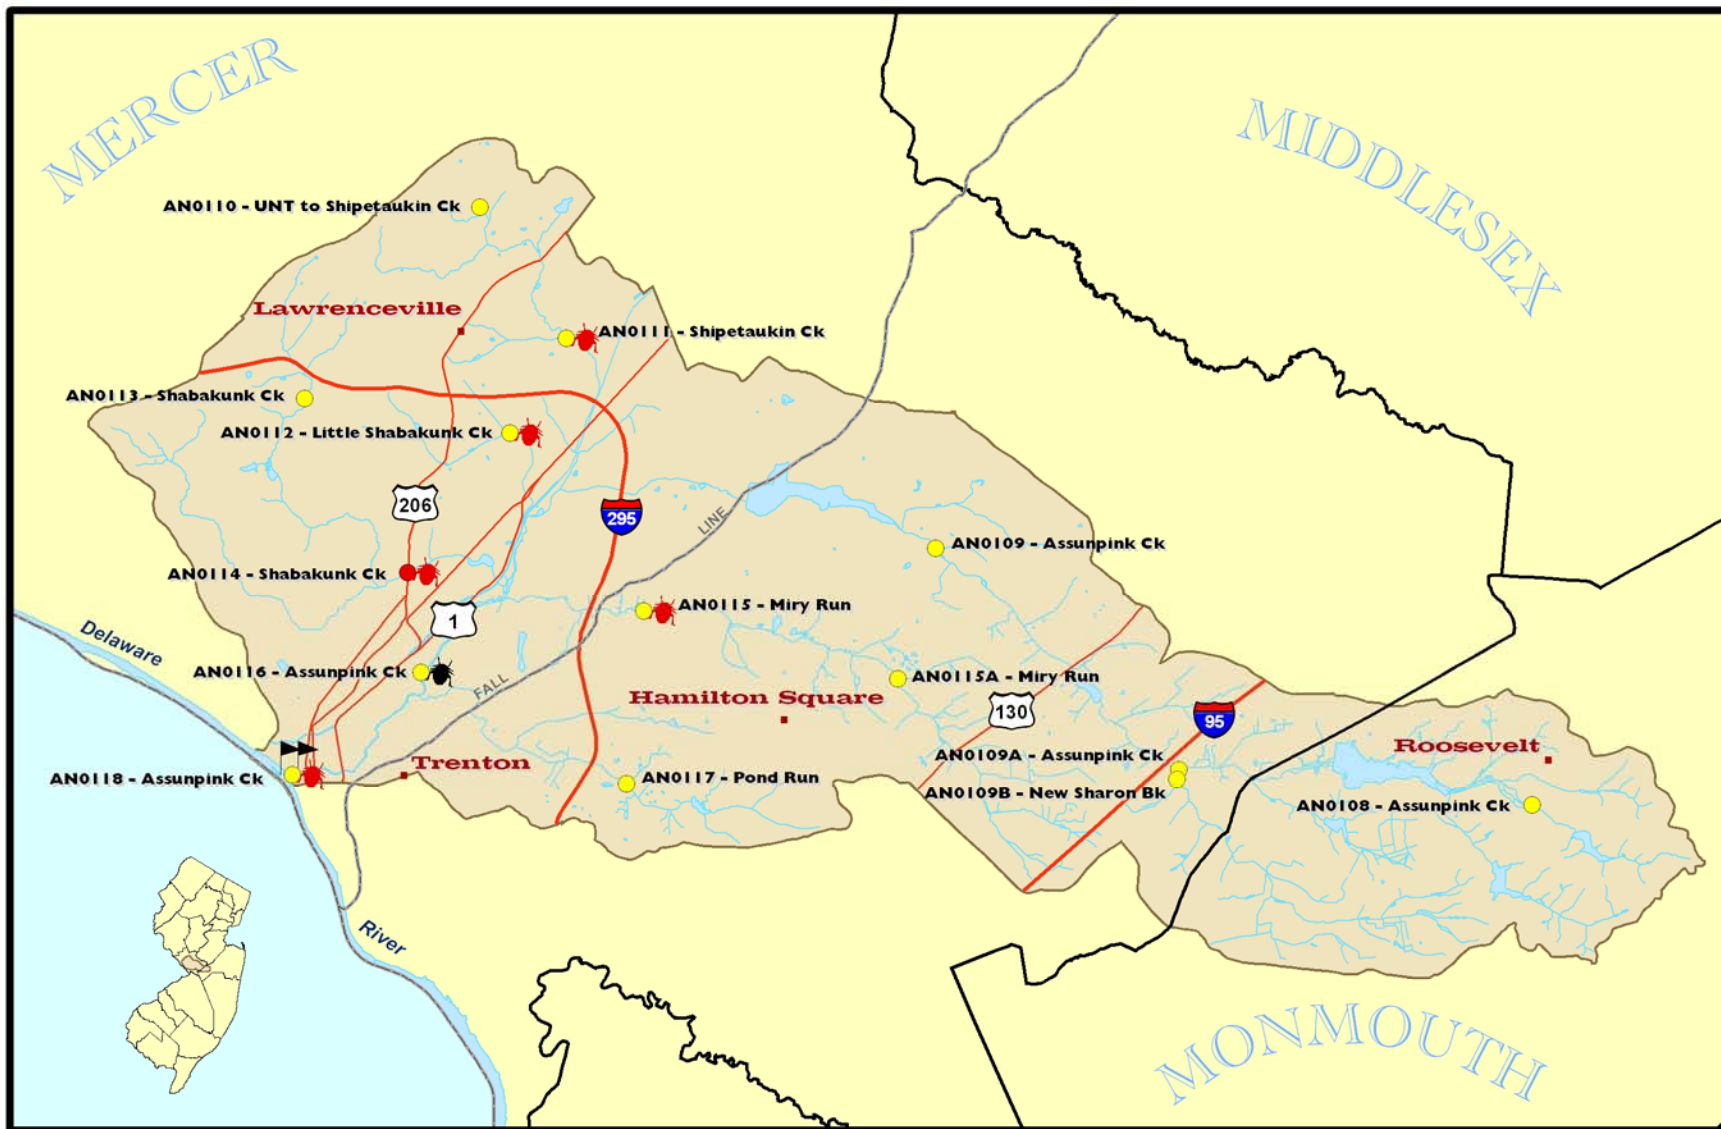 MERCER
MIDDLESEX
AN0110 - UNT to Shipetaukin Ck
Lawrenceville
AN0111 - Shipetaukin Ck
AN0113 - Shabakunk Ck
AN0112 - Little Shabakunk Ck
206
295
LINE
AN0109 - Assunpink Ck
AN0114 - Shabakunk Ck
AN0115 - Miry Run
1
Delaware
AN0116 - Assunpink Ck
FALL
AN0115A - Miry Run
Hamilton Square
130
95
Roosevelt
AN0109A - Assunpink Ck
Trenton
AN0118 - Assunpink Ck
AN0117 - Pond Run
AN0109B - New Sharon Bk
AN0108 - Assunpink Ck
River
MONMOUTH